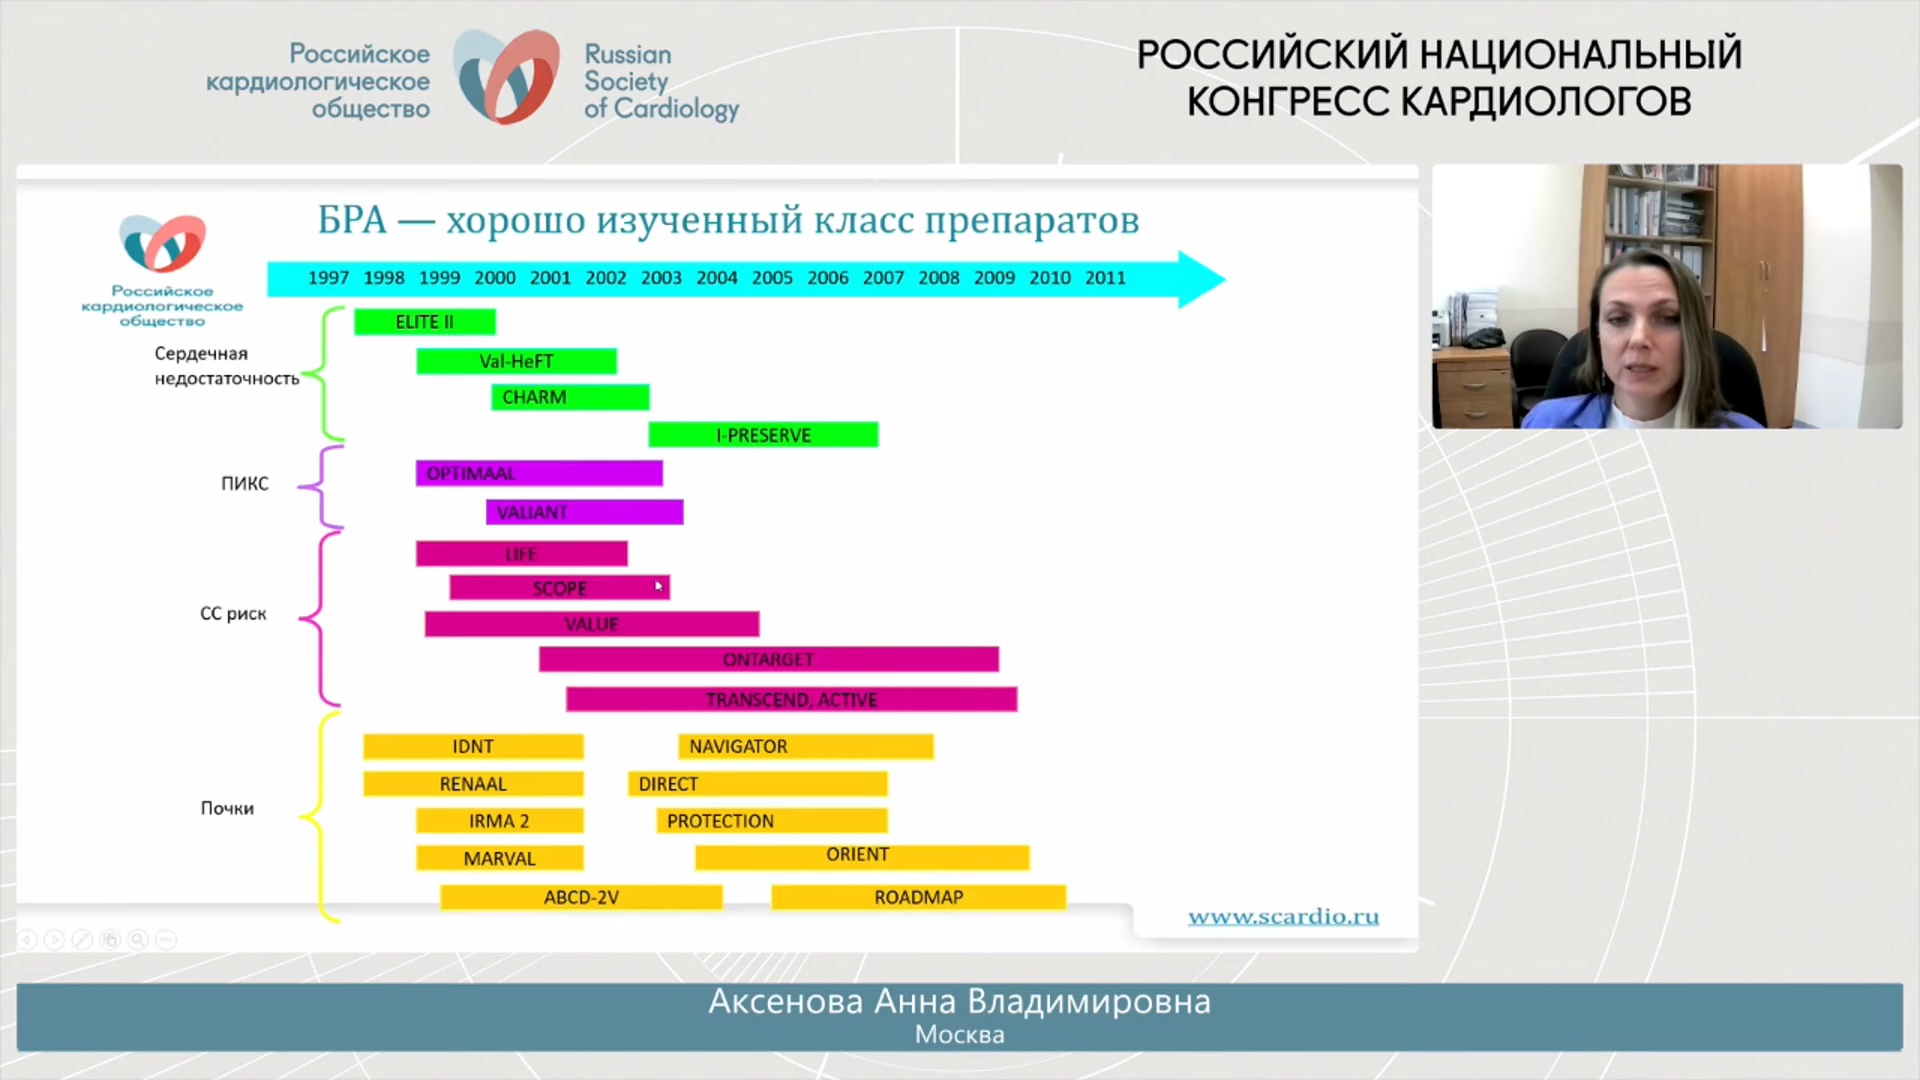 Российское
кардиологическое
общество
Russian
Society
of Cardiology
РОССИЙСКИЙ НАЦИОНАЛЬНЫЙ
КОНГРЕСС КАРДИОЛОГОВ
БРА — хорошо изученный класс препаратов
Российское
кардиологическое
общество
1997 1998 1999 2000 2001 2002 2003 2004 2005 2006 2007 2008 2009 2010 2011
Сердечная
недостаточность
ELITE II
Val-HeFT
CHARM
I-PRESERVE
ПИКС
OPTIMAAL
VALIANT
СС риск
LIFE
SCOPE
VALUE
ONTARGET
TRANSCEND, ACTIVE
Почки
IDNT NAVIGATOR
RENAAL DIRECT
IRMA 2 PROTECTION
MARVAL ORIENT
ABCD-2V ROADMAP
www.scardio.ru
Аксенова Анна Владимировна
Москва